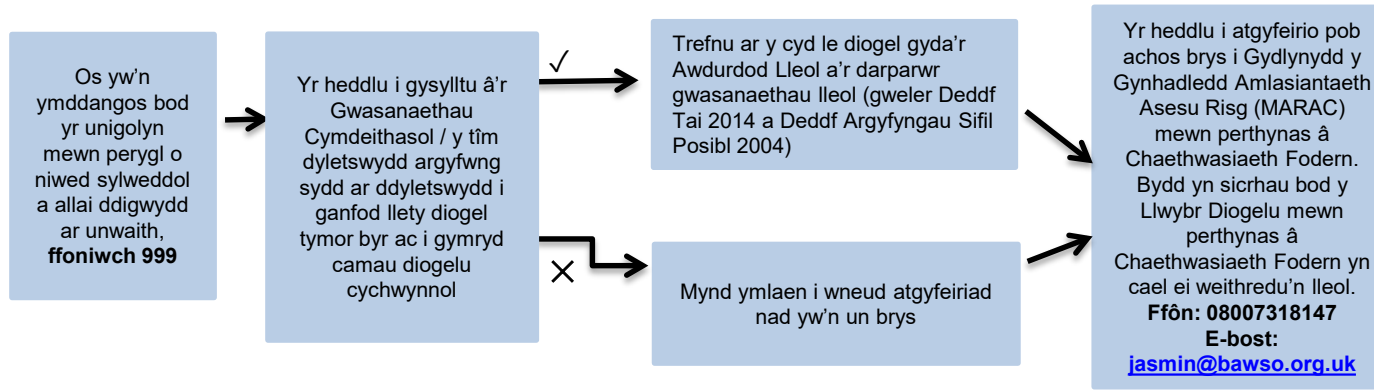 Os yw'n
ymddangos bod
yr unigolyn
mewn perygl o
niwed sylweddol
a allai ddigwydd
ar unwaith,
ffoniwch 999
Yr heddlu i gysylltu â'r
Gwasanaethau
Cymdeithasol / y tîm
dyletswydd argyfwng
sydd ar ddyletswydd i
ganfod llety diogel
tymor byr ac i gymryd
camau diogelu
cychwynnol
✓
Trefnu ar y cyd le diogel gyda'r
Awdurdod Lleol a'r darparwr
gwasanaethau lleol (gweler Deddf
Tai 2014 a Deddf Argyfyngau Sifil
Posibl 2004)
✕
Mynd ymlaen i wneud atgyfeiriad
nad yw'n un brys
Yr heddlu i atgyfeirio pob
achos brys i Gydlynydd y
Gynhadledd Amlasiantaeth
Asesu Risg (MARAC)
mewn perthynas â
Chaethwasiaeth Fodern.
Bydd yn sicrhau bod y
Llwybr Diogelu mewn
perthynas â
Chaethwasiaeth Fodern yn
cael ei weithredu'n lleol.
Ffôn: 08007318147
E-bost:
jasmin@bawso.org.uk